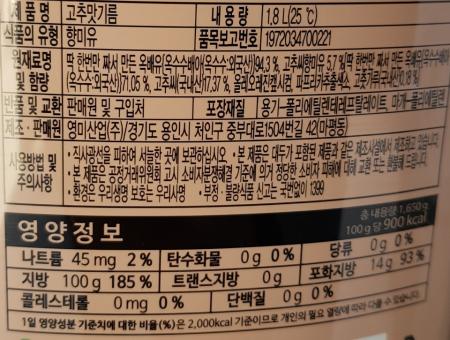 제품명 고추맛기름 내용량 1.8 L(25 ℃)
식품의 유형 향미유 품목보고번호 1972034700221
원재료명 딱 한번만 짜서 만든 옥배유(옥수수배아(옥수수:외국산)) 94.3 %, 고추씨향미유 5.7 %[딱 한번만 짜서 만든 옥배유(옥수수배아
및 함량 (옥수수:외국산)) 71.05 %, 고추씨(국내산) 17.37 %, 올레오레진캡시컴, 파프리카추출색소, 고춧가루(국내산) 0.18 %]
반품 및 교환 판매원 및 구입처 포장재질 용기-폴리에틸렌테레프탈레이트, 마개-폴리에틸렌
제조·판매원 영미산업(주)/경기도 용인시 처인구 중부대로1504번길 42(마평동)
사용방법 및 ·직사광선을 피하여 서늘한 곳에 보관하십시오. ·본 제품은 대두가 포함된 제품과 같은 제조시설에서 제조하고 있습니다.
주의사항 ·본 제품은 공정거래위원회 고시 소비자분쟁해결 기준에 의거 정당한 소비자 피해에 대해 교환 또는 환불해 드립니다.
·환경은 우리생명 보호는 우리사명 ·부정·불량식품 신고는 국번없이 1399
영양정보 총 내용량 1,650 g
100 g 당 900 kcal
나트륨 45 mg 2 % 탄수화물 0 g 0 % 당류 0 g 0 %
지방 100 g 185 % 트랜스지방 0 g 포화지방 14 g 93 %
콜레스테롤 0 mg 0 % 단백질 0 g 0 %
1일 영양성분 기준치에 대한 비율(%)은 2,000 kcal 기준이므로 개인의 필요 열량에 따라 다를 수 있습니다.